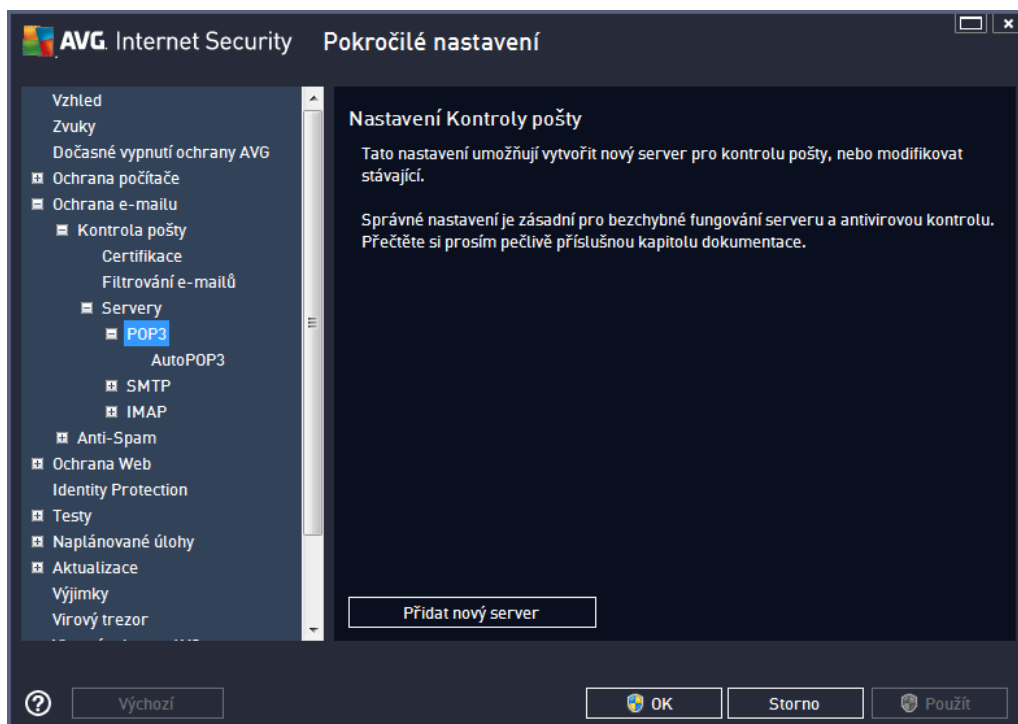 AVG. Internet Security Pokročilé nastavení
Vzhled
Zvuky
Dočasné vypnutí ochrany AVG
Ochrana počítače
Ochrana e-mailu
Kontrola pošty
Certifikace
Filtrování e-mailů
Servery
POP3
AutoPOP3
SMTP
IMAP
Anti-Spam
Ochrana Web
Identity Protection
Testy
Naplánované úlohy
Aktualizace
Výjimky
Virový trezor
Nastavení Kontroly pošty
Tato nastavení umožňují vytvořit nový server pro kontrolu pošty, nebo modifikovat
stávající.
Správné nastavení je zásadní pro bezchybné fungování serveru a antivirovou kontrolu.
Přečtěte si prosím pečlivě příslušnou kapitolu dokumentace.
Přidat nový server
Výchozí
OK
Storno
Použít